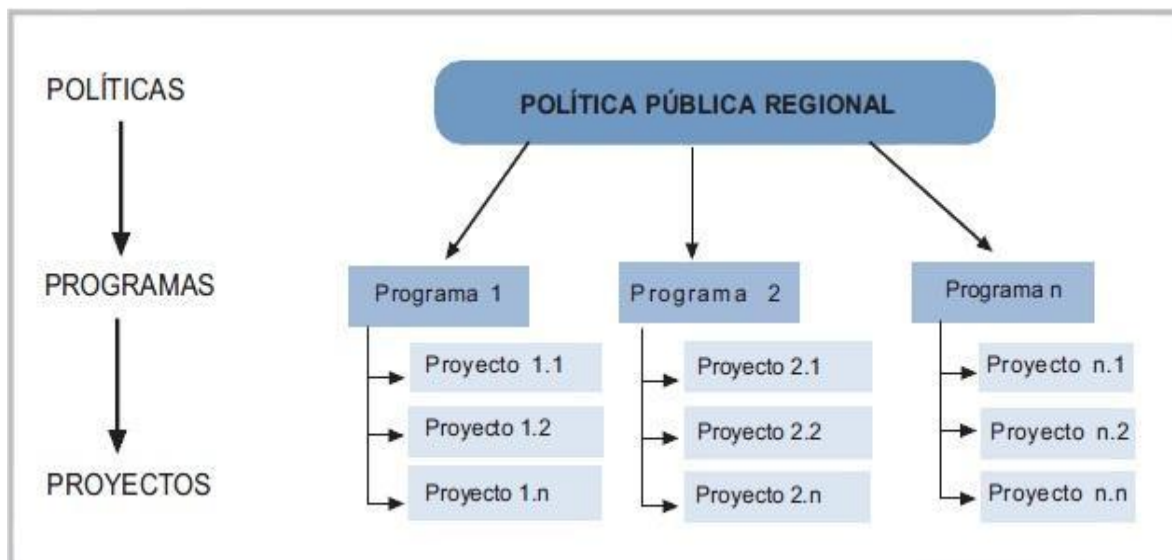 POLÍTICAS
POLÍTICA PÚBLICA REGIONAL
PROGRAMAS
Programa 1
Programa 2
Programa n
Proyecto 1.1
Proyecto 2.1
Proyecto n.1
Proyecto 1.2
Proyecto 2.2
Proyecto n.2
PROYECTOS
Proyecto 1.n
Proyecto 2.n
Proyecto n.n